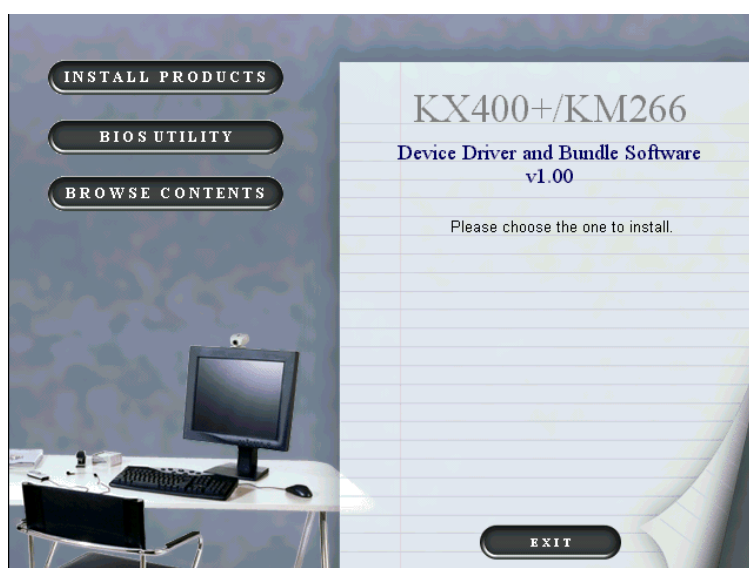 INSTALL PRODUCTS
BIOS UTILITY
BROWSE CONTENTS
KX400+/KM266
Device Driver and Bundle Software
v1.00
Please choose the one to install.
EXIT